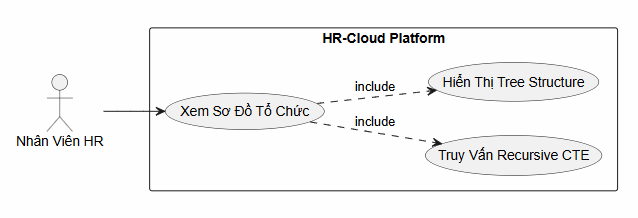 HR-Cloud Platform
Nhân Viên HR
Xem Sơ Đồ Tổ Chức
include
Hiển Thị Tree Structure
include
Truy Vấn Recursive CTE